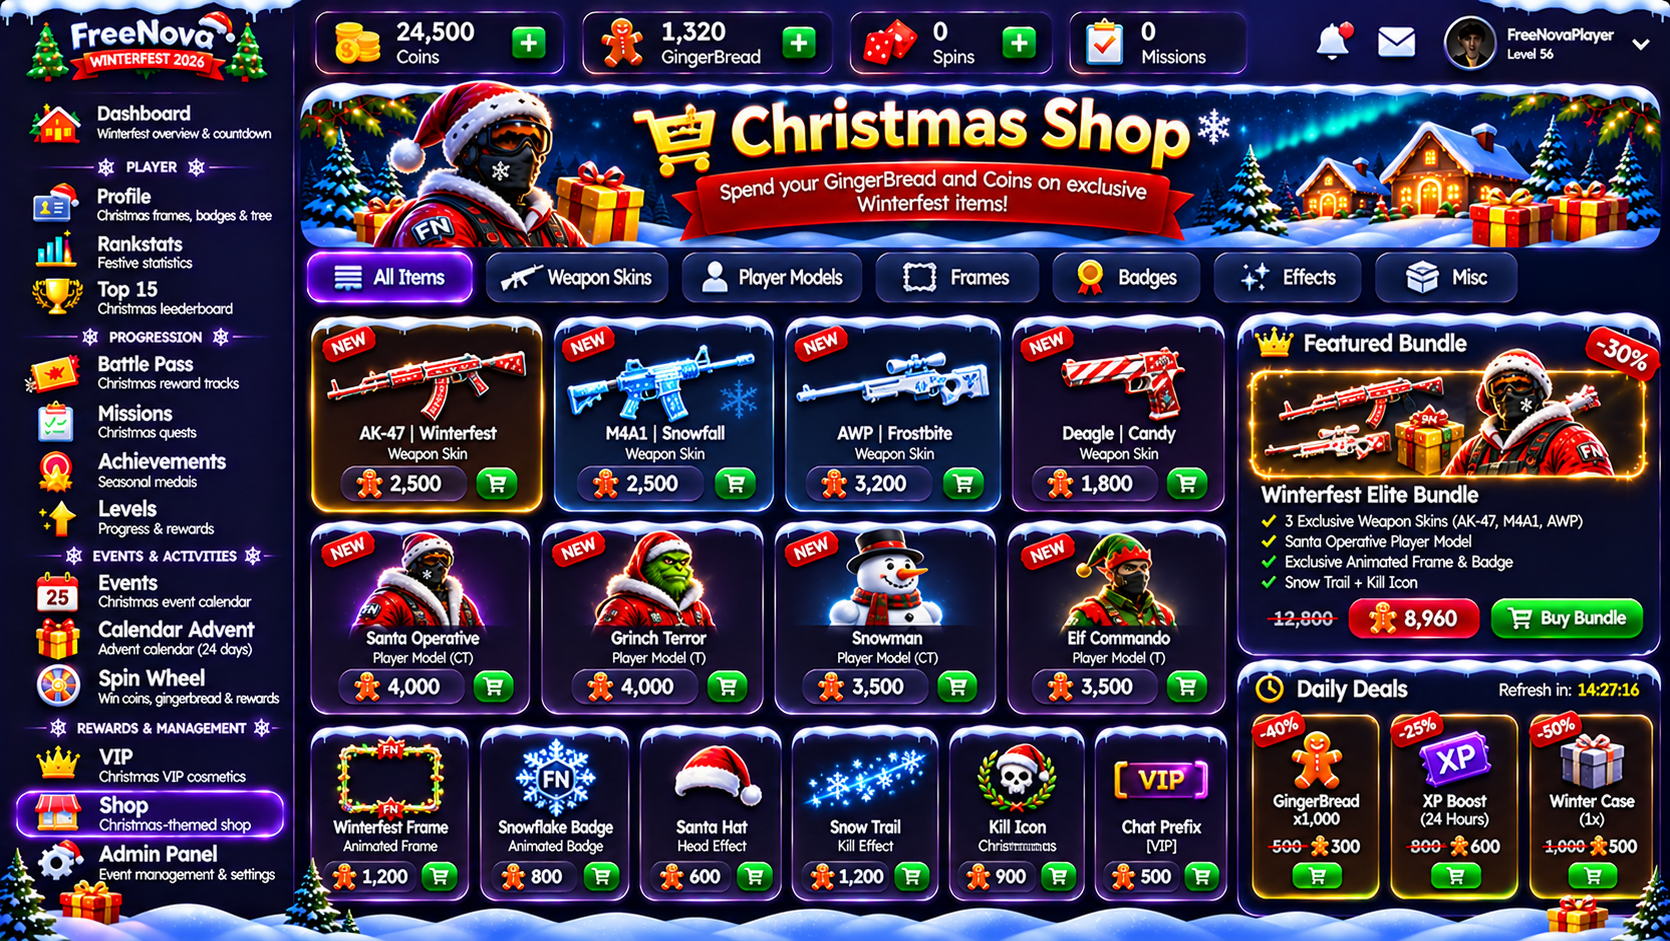 FreeNova
WINTERFEST 2026
24,500
Coins
1,320
GingerBread
0
Spins
0
Missions
FreeNovaPlayer
Level 56
Dashboard
Winterfest overview & countdown
PLAYER
Profile
Christmas frames, badges & tree
Rankstats
Festive statistics
Top 15
Christmas leederboard
PROGRESSION
Battle Pass
Christmas reward tracks
Missions
Christmas quests
Achievements
Seasonal medais
Levels
Progress & rewards
EVENTS & ACTIVITIES
25
Events
Christmas event calendar
Calendar Advent
Advent calendar (24 days)
Spin Wheel
Win coins, gingerbread & rewards
REWARDS & MANAGEMENT
VIP
Christmas VIP cosmetics
Shop
Christmas-themed shop
Admin Panel
Event management & settings
FN
Christmas Shop
Spend your GingerBread and Coins on exclusive
Winterfest items!
All Items
Weapon Skins
Player Models
Frames
Badges
Effects
Misc
NEW
AK-47 | Winterfest
Weapon Skin
2,500
NEW
M4A1 | Snowfall
Weapon Skin
2,500
NEW
AWP | Frostbite
Weapon Skin
3,200
NEW
Deagle | Candy
Weapon Skin
1,800
NEW
FN
Santa Operative
Player Model (CT)
4,000
NEW
Grinch Terror
Player Model (T)
4,000
NEW
Snowman
Player Model (CT)
3,500
NEW
Elf Commando
Player Model (T)
3,500
FN
FN
Winterfest Frame
Animated Frame
1,200
FN
Snowflake Badge
Animated Badge
800
Santa Hat
Head Effect
600
Snow Trail
Kill Effect
1,200
Kill Icon
900
VIP
Chat Prefix
[VIP]
500
Featured Bundle
-30%
FN
Winterfest Elite Bundle
3 Exclusive Weapon Skins (AK-47, M4A1, AWP)
Santa Operative Player Model
Exclusive Animated Frame & Badge
Snow Trail + Kill Icon
12,800
8,960
Buy Bundle
Daily Deals
Refresh in: 14:27:16
-40%
GingerBread
x1,000
500 300
-25%
XP
XP Boost
(24 Hours)
800 600
-50%
Winter Case
(1x)
1,000 500